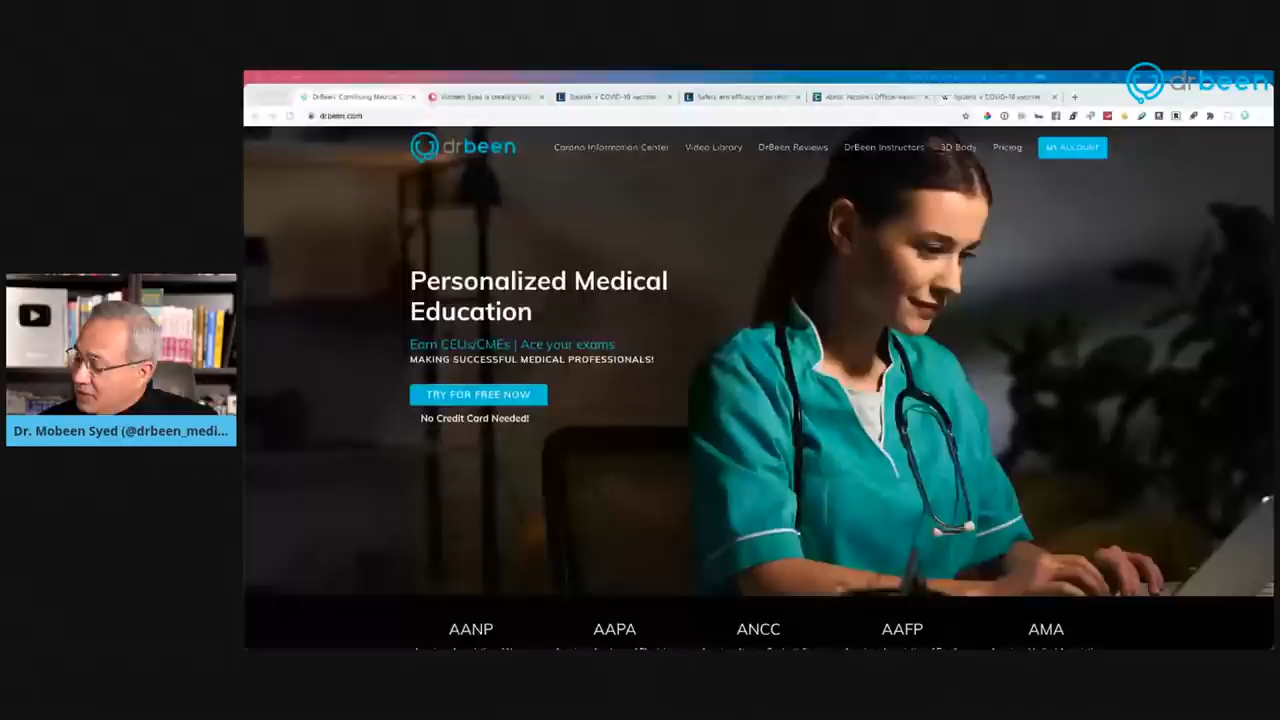 drbeen
drbeen.com
drbeen
Corona Information Center
Video Library
DrBeen Reviews
DrBeen Instructors
3D Body
Pricing
MY ACCOUNT
Personalized Medical
Education
Earn CEUs/CMEs | Ace your exams
MAKING SUCCESSFUL MEDICAL PROFESSIONALS!
TRY FOR FREE NOW
No Credit Card Needed!
Dr. Mobeen Syed (@drbeen_medi...
AANP
AAPA
ANCC
AAFP
AMA